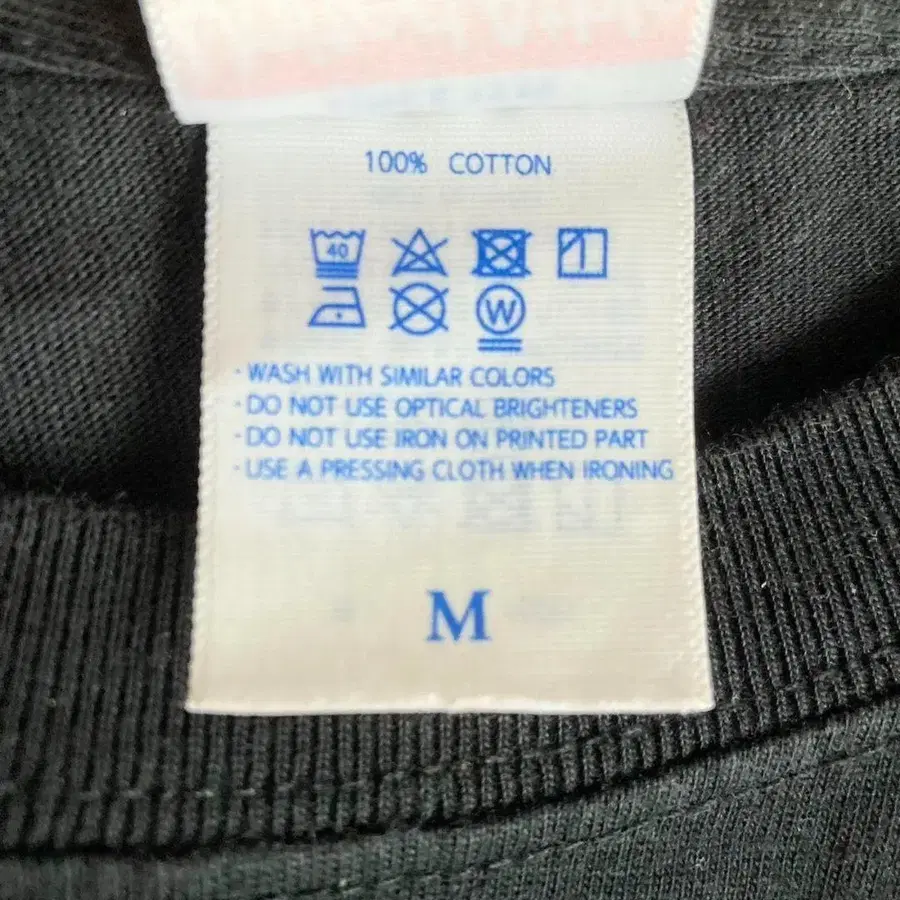 100% COTTON
40
W
· WASH WITH SIMILAR COLORS
· DO NOT USE OPTICAL BRIGHTENERS
· DO NOT USE IRON ON PRINTED PART
· USE A PRESSING CLOTH WHEN IRONING
M